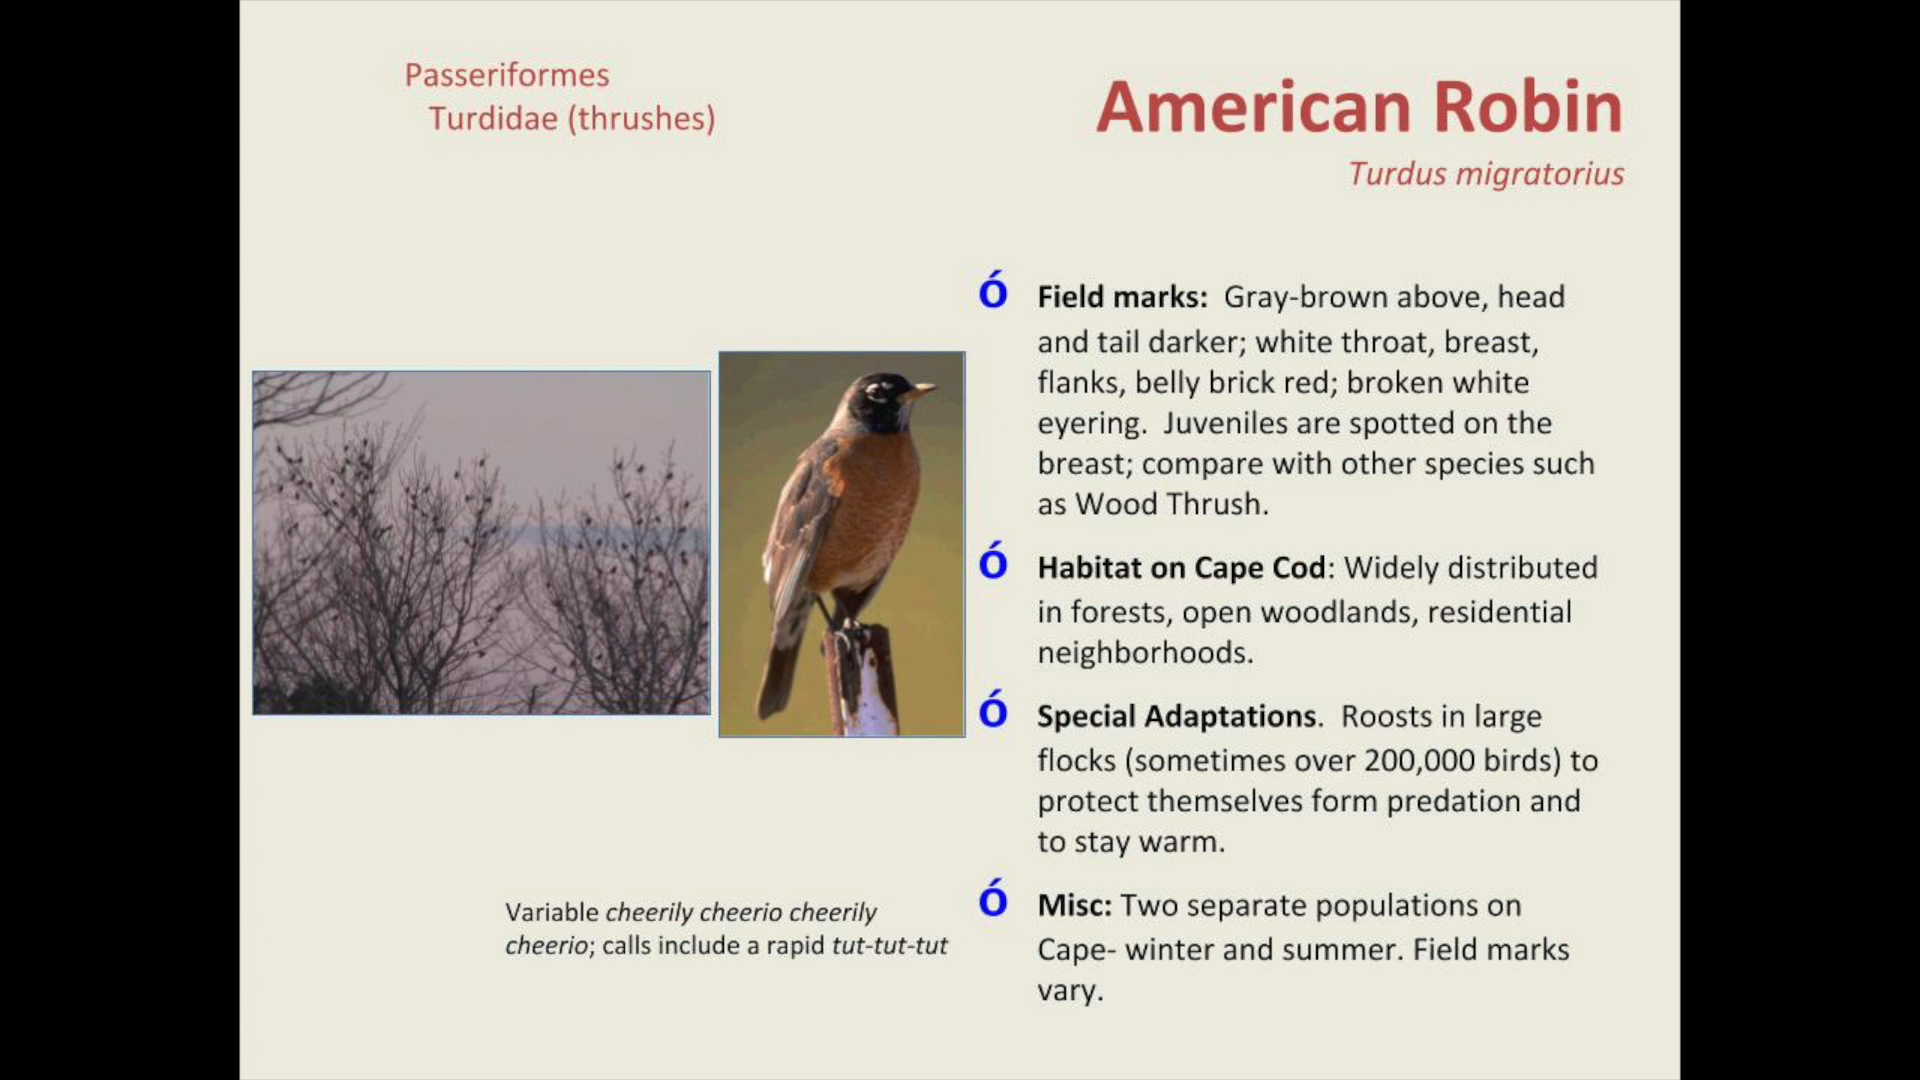 Passeriformes
Turdidae (thrushes)
American Robin
Turdus migratorius
Ó Field marks: Gray-brown above, head
and tail darker; white throat, breast,
flanks, belly brick red; broken white
eyering. Juveniles are spotted on the
breast; compare with other species such
as Wood Thrush.
Ó Habitat on Cape Cod: Widely distributed
in forests, open woodlands, residential
neighborhoods.
Ó Special Adaptations. Roosts in large
flocks (sometimes over 200,000 birds) to
protect themselves form predation and
to stay warm.
Ó Misc: Two separate populations on
Cape- winter and summer. Field marks
vary.
Variable cheerily cheerio cheerily
cheerio; calls include a rapid tut-tut-tut